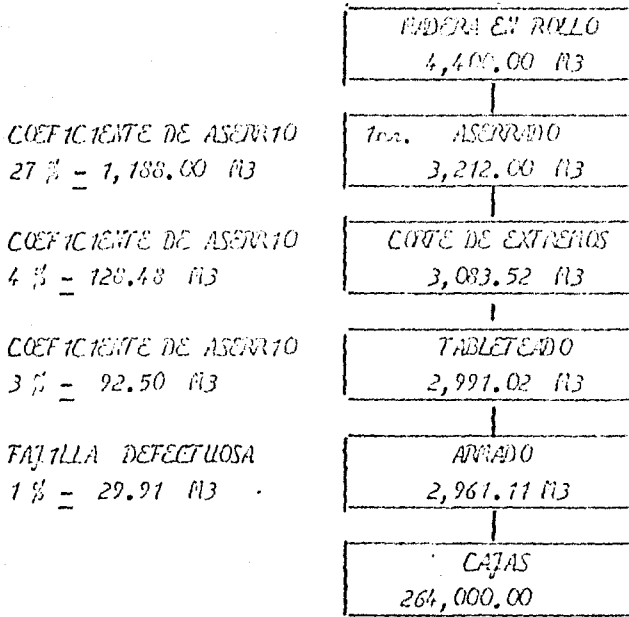 MADERA EN ROLLO
4,400.00 M3
COEFICIENTE DE ASERRIO
27 % - 1,188.00 M3
1ra. ASERRADO
3,212.00 M3
COEFICIENTE DE ASERRIO
4 % - 128.48 M3
CORTE DE EXTREMOS
3,083.52 M3
COEFICIENTE DE ASERRIO
3 % - 92.50 M3
TABLETEADO
2,991.02 M3
FAJILLA DEFECTUOSA
1 % - 29.91 M3
ARMADO
2,961.11 M3
CAJAS
264,000.00